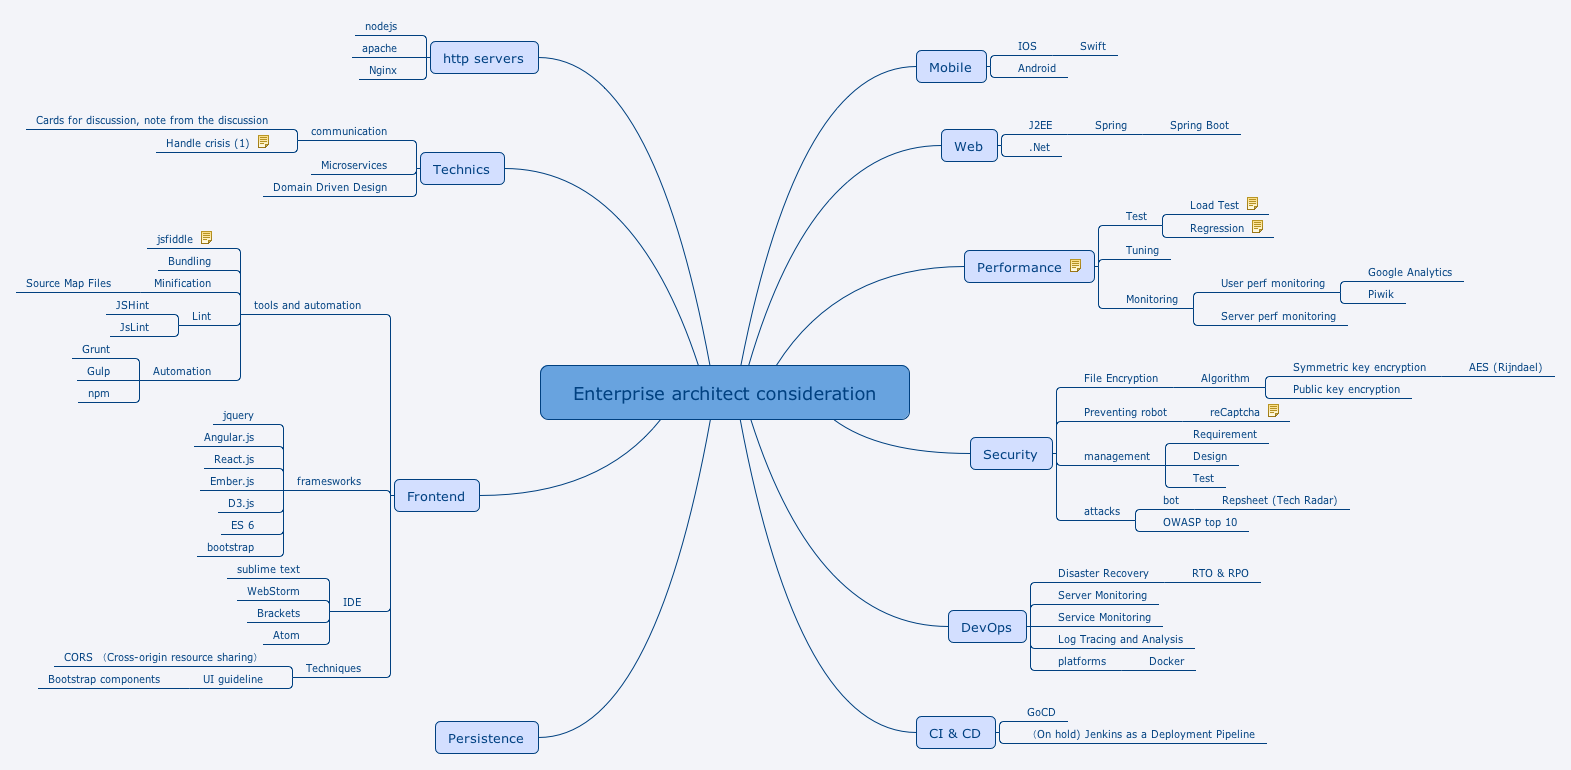 Enterprise architect consideration
http servers
nodejs
apache
Nginx
Technics
communication
Cards for discussion, note from the discussion
Handle crisis (1)
Microservices
Domain Driven Design
Frontend
tools and automation
jsfiddle
Bundling
Minification
Source Map Files
Lint
JSHint
JsLint
Automation
Grunt
Gulp
npm
framesworks
jquery
Angular.js
React.js
Ember.js
D3.js
ES 6
bootstrap
IDE
sublime text
WebStorm
Brackets
Atom
Techniques
CORS （Cross-origin resource sharing）
UI guideline
Bootstrap components
Persistence
Mobile
IOS
Swift
Android
Web
J2EE
Spring
Spring Boot
.Net
Performance
Test
Load Test
Regression
Tuning
Monitoring
User perf monitoring
Google Analytics
Piwik
Server perf monitoring
Security
File Encryption
Algorithm
Symmetric key encryption
AES (Rijndael)
Public key encryption
Preventing robot
reCaptcha
management
Requirement
Design
Test
attacks
bot
Repsheet (Tech Radar)
OWASP top 10
DevOps
Disaster Recovery
RTO & RPO
Server Monitoring
Service Monitoring
Log Tracing and Analysis
platforms
Docker
CI & CD
GoCD
（On hold) Jenkins as a Deployment Pipeline